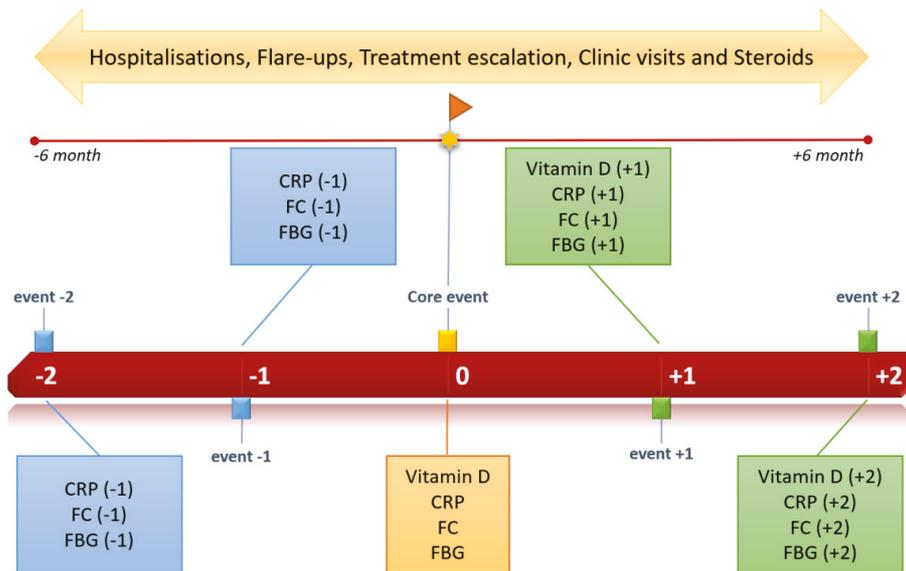 Hospitalisations, Flare-ups, Treatment escalation, Clinic visits and Steroids
-6 month
+6 month
CRP (-1)
FC (-1)
FBG (-1)
Vitamin D (+1)
CRP (+1)
FC (+1)
FBG (+1)
event -2
Core event
event +2
-2
-1
0
+1
+2
event -1
event +1
CRP (-1)
FC (-1)
FBG (-1)
Vitamin D
CRP
FC
FBG
Vitamin D (+2)
CRP (+2)
FC (+2)
FBG (+2)